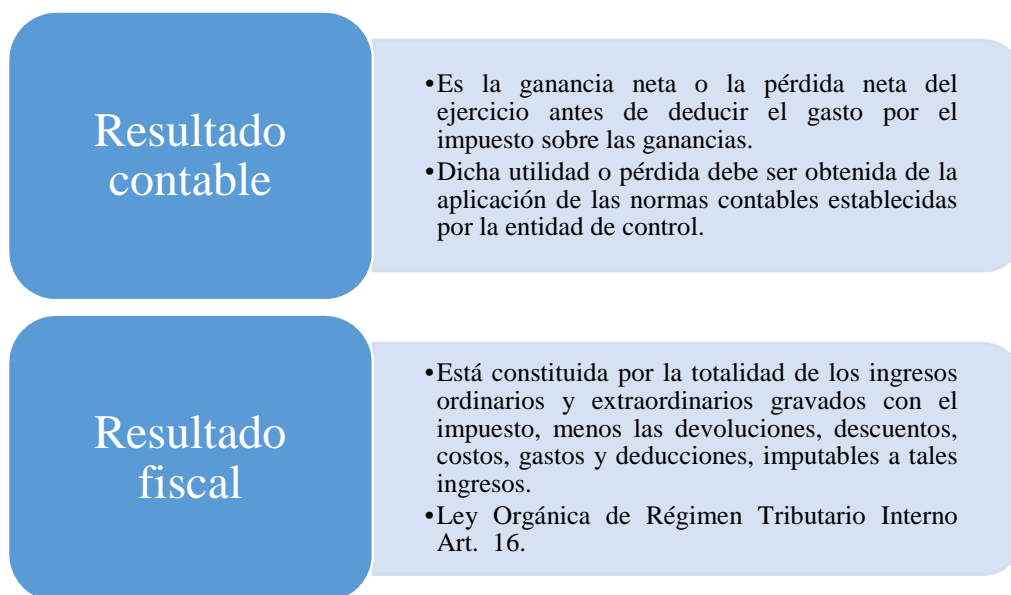 Resultado
contable
•Es la ganancia neta o la pérdida neta del
ejercicio antes de deducir el gasto por el
impuesto sobre las ganancias.
•Dicha utilidad o pérdida debe ser obtenida de la
aplicación de las normas contables establecidas
por la entidad de control.
Resultado
fiscal
•Está constituida por la totalidad de los ingresos
ordinarios y extraordinarios gravados con el
impuesto, menos las devoluciones, descuentos,
costos, gastos y deducciones, imputables a tales
ingresos.
•Ley Orgánica de Régimen Tributario Interno
Art. 16.